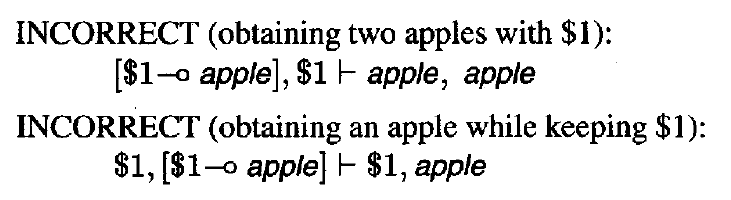 INCORRECT (obtaining two apples with $1):
[$1⊸ apple], $1 ⊢ apple, apple
INCORRECT (obtaining an apple while keeping $1):
$1, [$1⊸ apple] ⊢ $1, apple